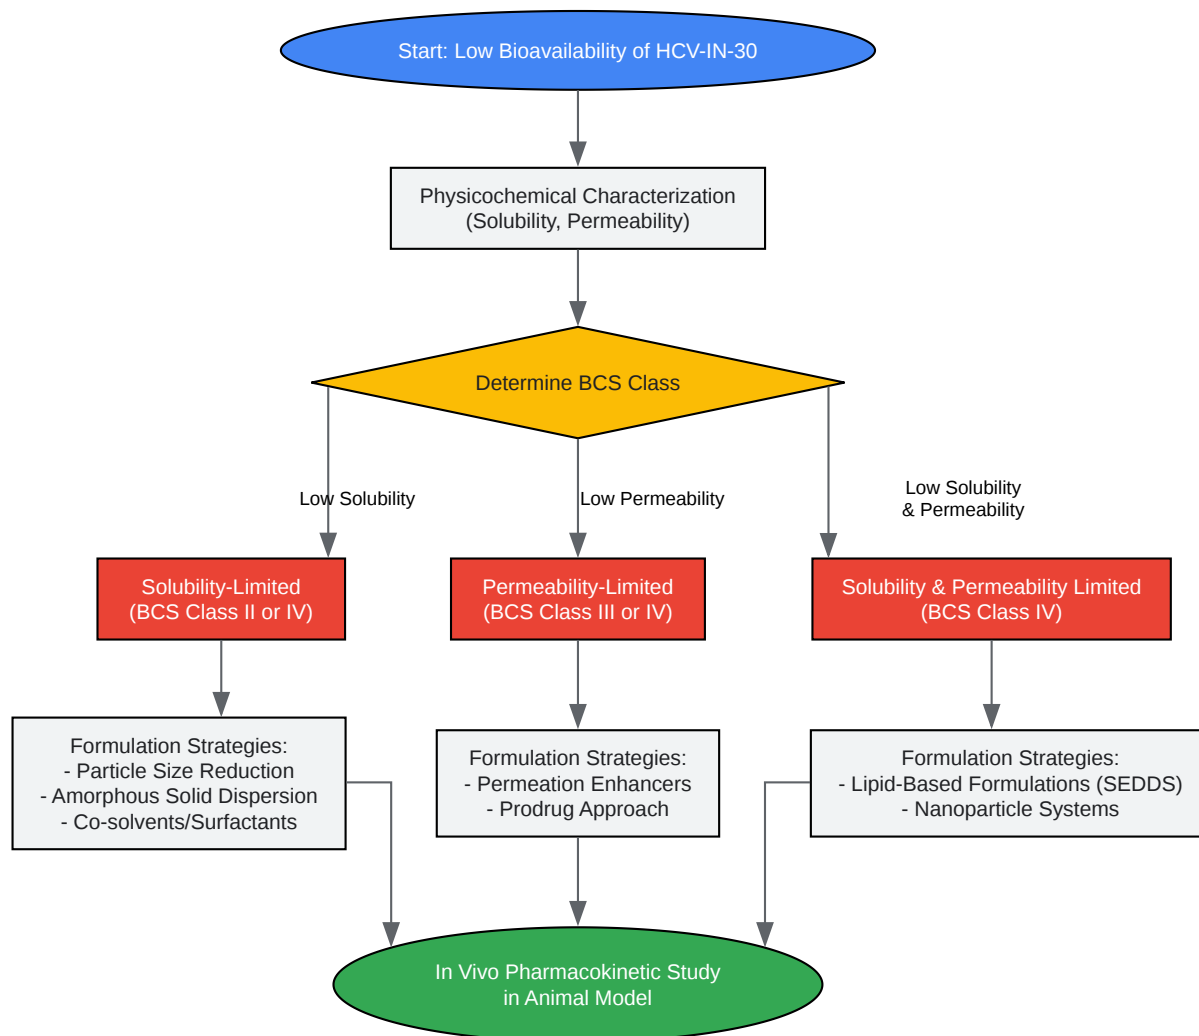 Start: Low Bioavailability of HCV-IN-30
Physicochemical Characterization
(Solubility, Permeability)
Determine BCS Class
Low Solubility
Low Permeability
Low Solubility
& Permeability
Solubility-Limited
(BCS Class II or IV)
Permeability-Limited
(BCS Class III or IV)
Solubility & Permeability Limited
(BCS Class IV)
Formulation Strategies:
- Particle Size Reduction
- Amorphous Solid Dispersion
- Co-solvents/Surfactants
Formulation Strategies:
- Permeation Enhancers
- Prodrug Approach
Formulation Strategies:
- Lipid-Based Formulations (SEDDS)
- Nanoparticle Systems
In Vivo Pharmacokinetic Study
in Animal Model